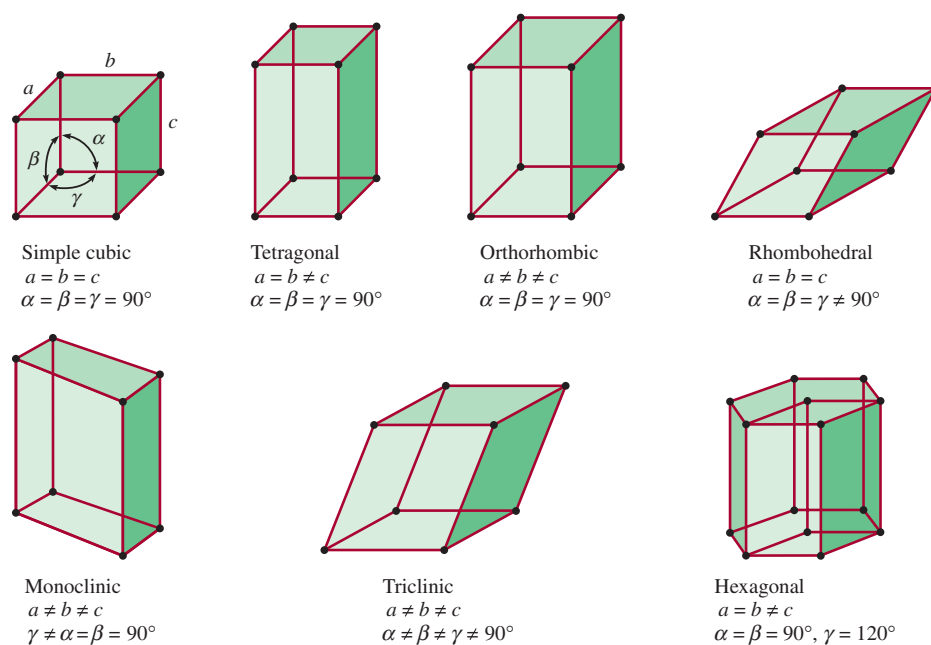 b
a
c
α
β
γ
Simple cubic
a = b = c
α = β = γ = 90°
Tetragonal
a = b ≠ c
α = β = γ = 90°
Orthorhombic
a ≠ b ≠ c
α = β = γ = 90°
Rhombohedral
a = b = c
α = β = γ ≠ 90°
Monoclinic
a ≠ b ≠ c
γ ≠ α = β = 90°
Triclinic
a ≠ b ≠ c
α ≠ β ≠ γ ≠ 90°
Hexagonal
a = b ≠ c
α = β = 90°, γ = 120°